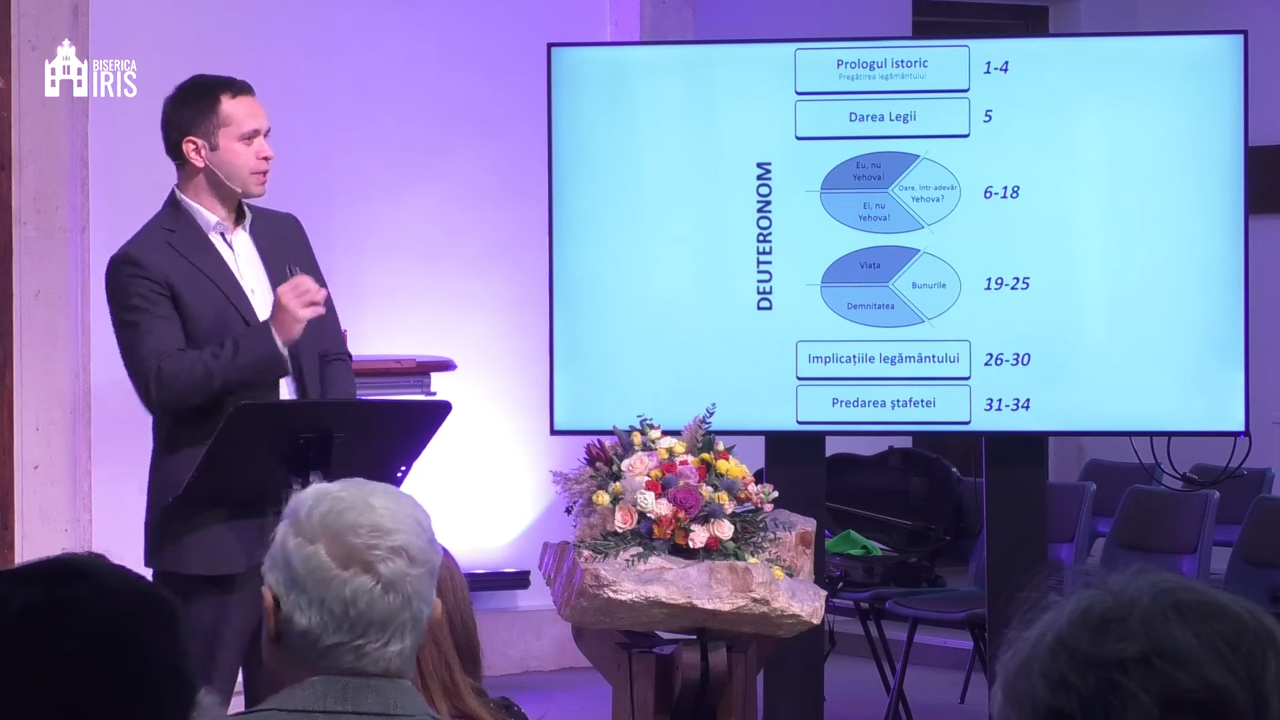 BISERICA
IRIS
DEUTERONOM
Prologul istoric
Pregătirea legământului
1-4
Darea Legii
5
Eu, nu
Yehova!
Oare, într-adevăr
Yehova?
Ei, nu
Yehova!
6-18
Viața
Bunurile
Demnitatea
19-25
Implicațiile legământului
26-30
Predarea ștafetei
31-34